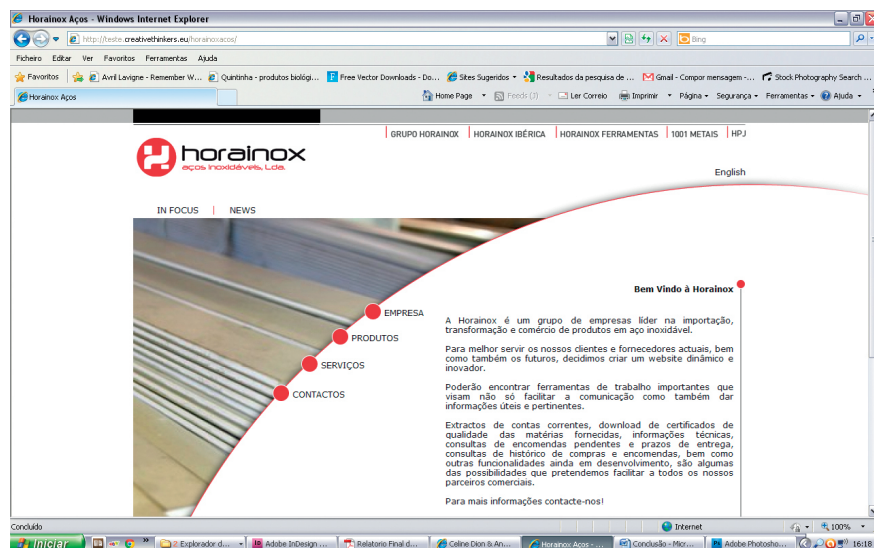 Horainox Aços - Windows Internet Explorer
http://teste.creativethinkers.eu/horainoxacos/
Bing
Ficheiro Editar Ver Favoritos Ferramentas Ajuda
Favoritos Avril Lavigne - Remember W... Quintinha - produtos biológi... Free Vector Downloads - Do... Sites Sugeridos Resultados da pesquisa de ... Gmail - Compor mensagem -... Stock Photography Search ...
Horainox Aços Home Page Feeds (J) Ler Correio Imprimir Página Segurança Ferramentas Ajuda
GRUPO HORAINOX | HORAINOX IBÉRICA | HORAINOX FERRAMENTAS | 1001 METAIS | HPJ
horainox
aços inoxidáveis, Lda.
English
IN FOCUS | NEWS
Bem Vindo à Horainox
EMPRESA
PRODUTOS
SERVIÇOS
CONTACTOS
A Horainox é um grupo de empresas líder na importação,
transformação e comércio de produtos em aço inoxidável.
Para melhor servir os nossos clientes e fornecedores actuais, bem
como também os futuros, decidimos criar um website dinâmico e
inovador.
Poderão encontrar ferramentas de trabalho importantes que
visam não só facilitar a comunicação como também dar
informações úteis e pertinentes.
Extractos de contas correntes, download de certificados de
qualidade das matérias fornecidas, informações técnicas,
consultas de encomendas pendentes e prazos de entrega,
consultas de histórico de compras e encomendas, bem como
outras funcionalidades ainda em desenvolvimento, são algumas
das possibilidades que pretendemos facilitar a todos os nossos
parceiros comerciais.
Para mais informações contacte-nos!
Concluído Internet 100%
Iniciar 2 Explorador d... Adobe InDesign ... Relatorio Final d... Celine Dion & An... Horainox Aços - ... Conclusão - Micr... Adobe Photosho... 16:18